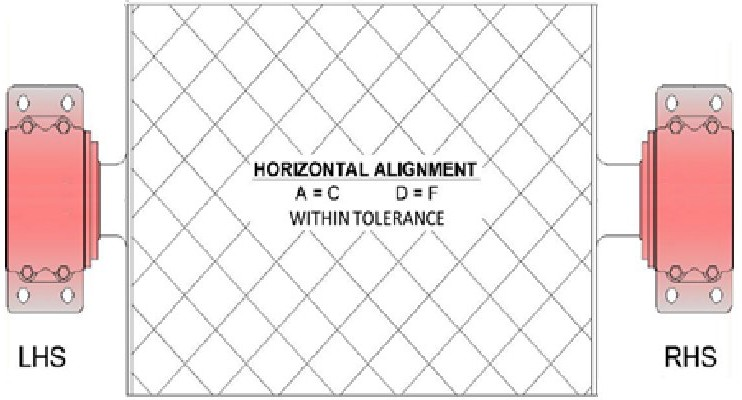 HORIZONTAL ALIGNMENT
A = C D = F
WITHIN TOLERANCE
LHS
RHS